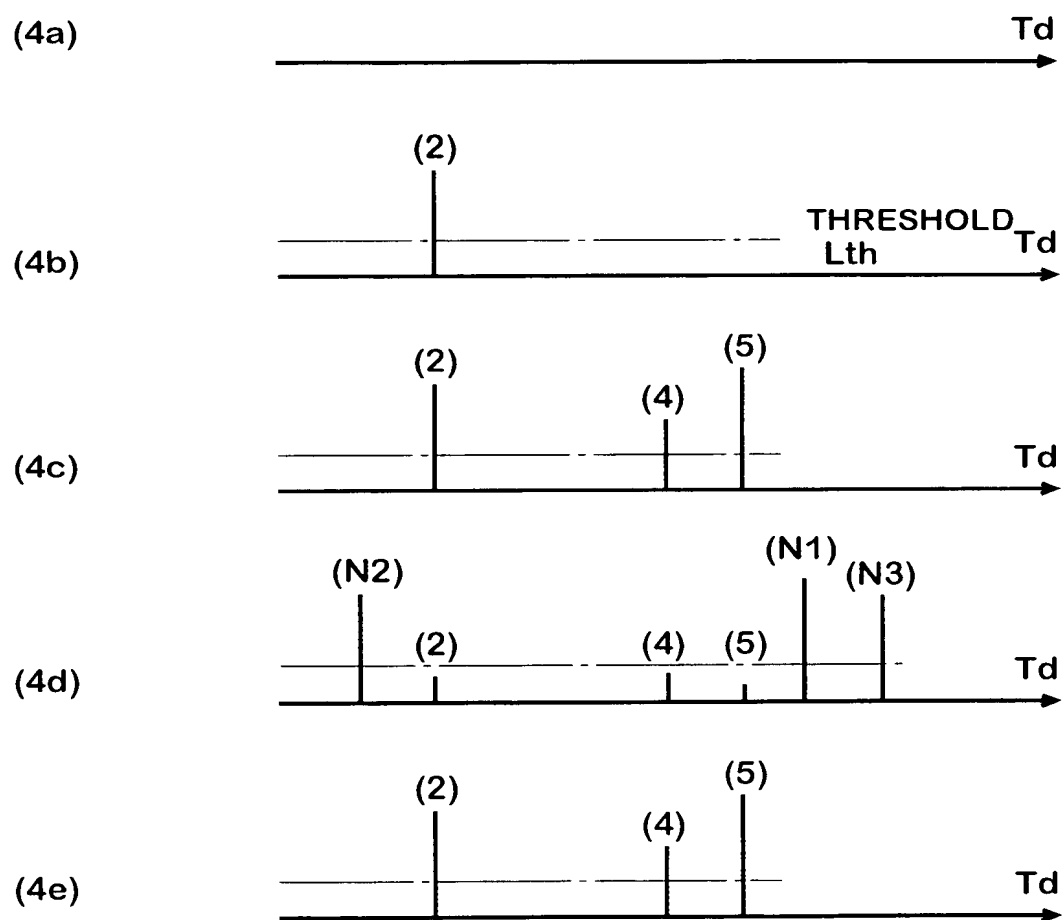 (4a)
Td
(2)
THRESHOLD
Lth
Td
(4b)
(2)
(4)
(5)
Td
(4c)
(N2)
(2)
(4)
(5)
(N1)
(N3)
Td
(4d)
(2)
(4)
(5)
Td
(4e)